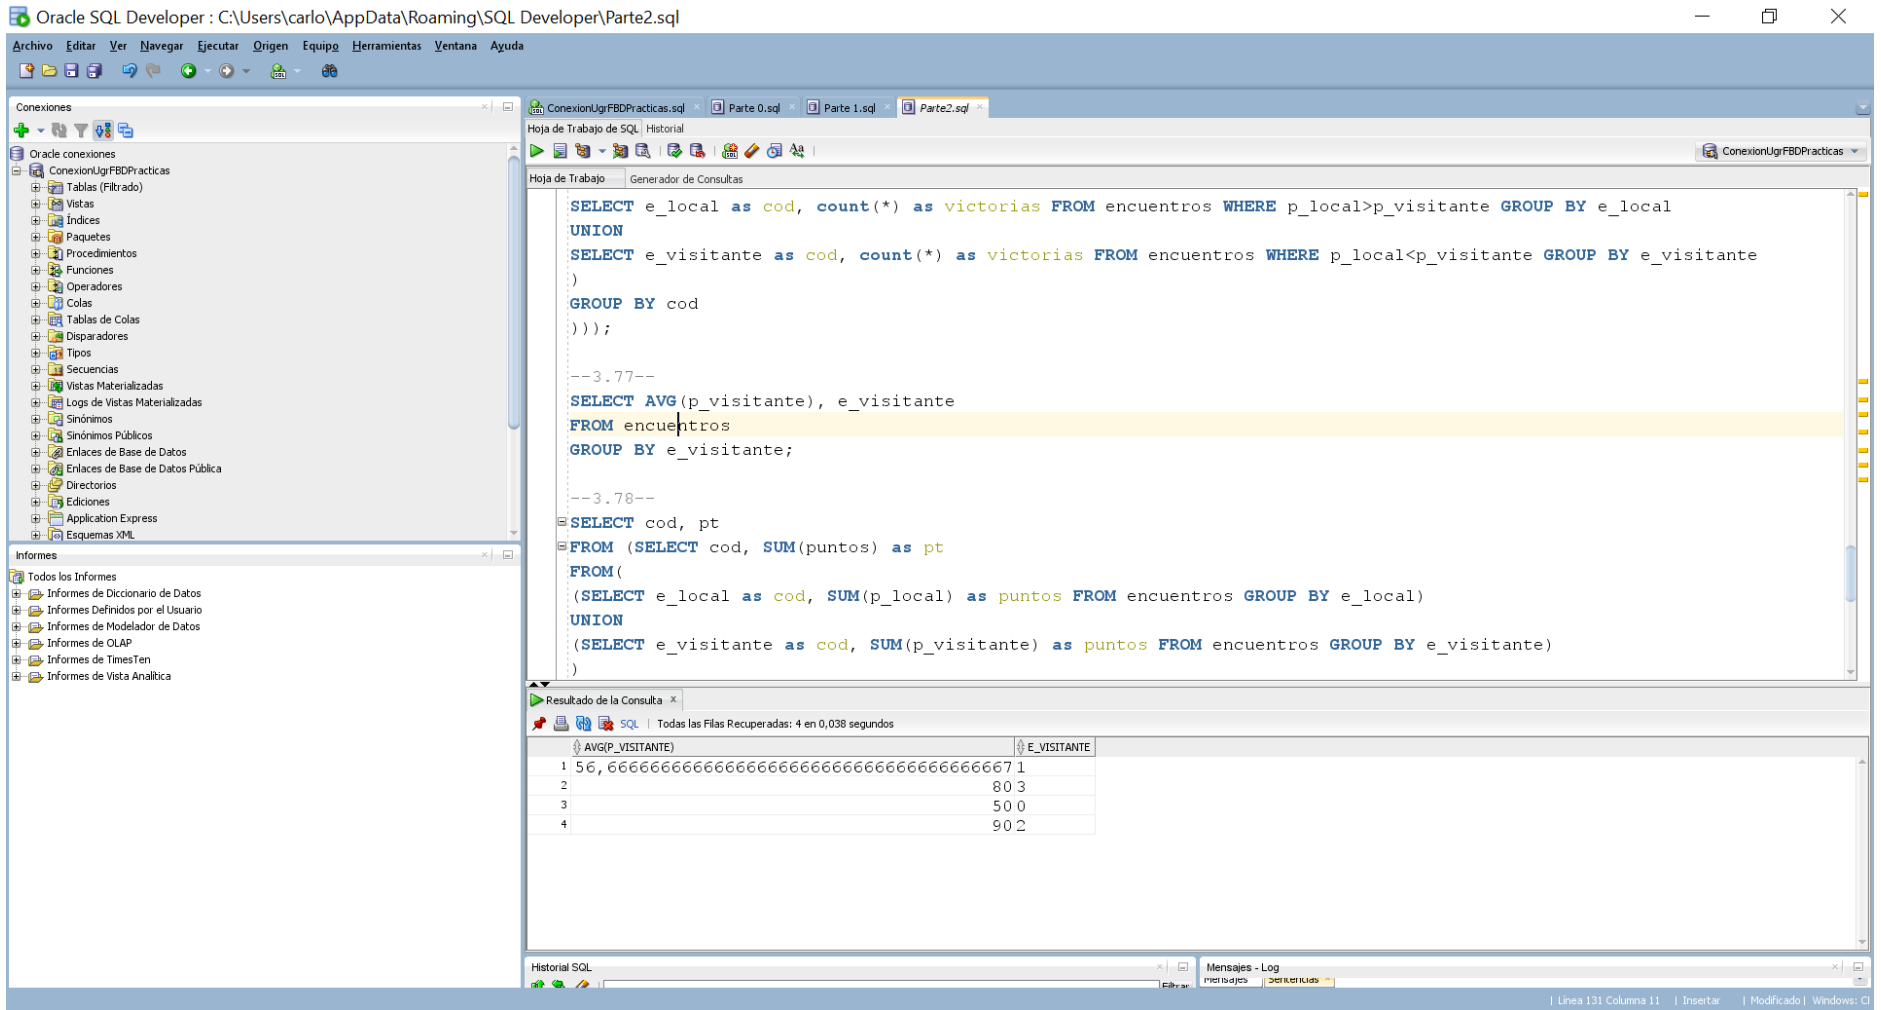 Oracle SQL Developer : C:\Users\carlo\AppData\Roaming\SQL Developer\Parte2.sql
Archivo Editar Ver Navegar Ejecutar Origen Equipo Herramientas Ventana Ayuda
Conexiones
Oracle conexiones
ConexionUgrFBDPracticas
Tablas (Filtrado)
Vistas
Índices
Paquetes
Procedimientos
Funciones
Operadores
Colas
Tablas de Colas
Disparadores
Tipos
Secuencias
Vistas Materializadas
Logs de Vistas Materializadas
Sinónimos
Sinónimos Públicos
Enlaces de Base de Datos
Enlaces de Base de Datos Pública
Directorios
Ediciones
Application Express
Esquemas XML
Informes
Todos los Informes
Informes de Diccionario de Datos
Informes Definidos por el Usuario
Informes de Modelador de Datos
Informes de OLAP
Informes de TimesTen
Informes de Vista Analítica
ConexionUgrFBDPracticas.sql Parte 0.sql Parte 1.sql Parte2.sql
Hoja de Trabajo de SQL Historial
ConexionUgrFBDPracticas
Hoja de Trabajo Generador de Consultas
SELECT e_local as cod, count(*) as victorias FROM encuentros WHERE p_local>p_visitante GROUP BY e_local
UNION
SELECT e_visitante as cod, count(*) as victorias FROM encuentros WHERE p_local<p_visitante GROUP BY e_visitante
)
GROUP BY cod
)));
--3.77--
SELECT AVG(p_visitante), e_visitante
FROM encuentros
GROUP BY e_visitante;
--3.78--
SELECT cod, pt
FROM (SELECT cod, SUM(puntos) as pt
FROM(
(SELECT e_local as cod, SUM(p_local) as puntos FROM encuentros GROUP BY e_local)
UNION
(SELECT e_visitante as cod, SUM(p_visitante) as puntos FROM encuentros GROUP BY e_visitante)
)
Resultado de la Consulta
SQL | Todas las Filas Recuperadas: 4 en 0,038 segundos
AVG(P_VISITANTE) E_VISITANTE
1 56,6666666666666666666666666666666666667 1
2 80 3
3 50 0
4 90 2
Historial SQL
Filtrar
Mensajes - Log
Mensajes Sentencias
| Línea 131 Columna 11 | Insertar | Modificado | Windows: Cl